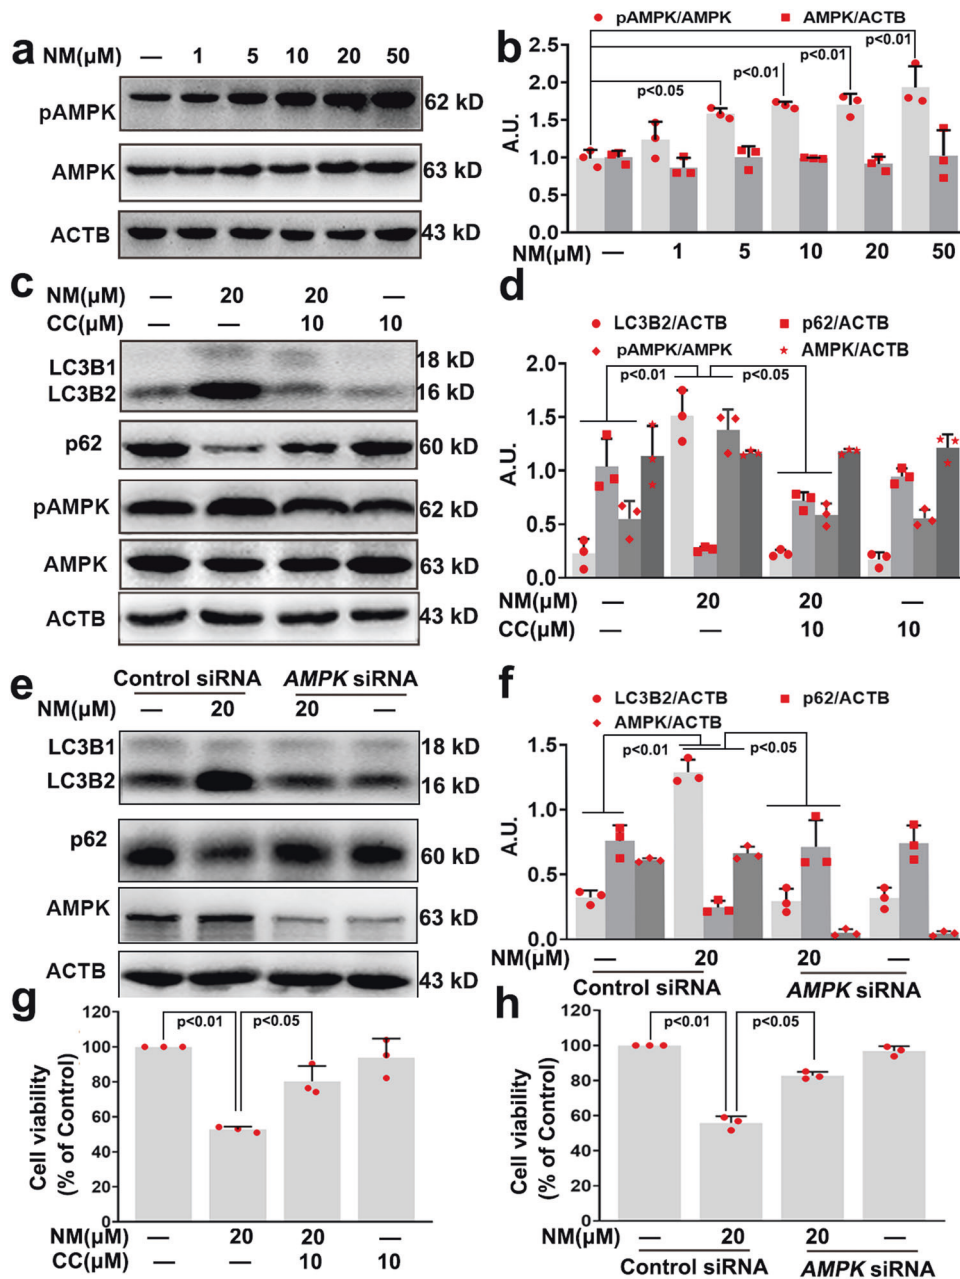 a
NM(μM) — 1 5 10 20 50
pAMPK 62 kD
AMPK 63 kD
ACTB 43 kD
b
pAMPK/AMPK AMPK/ACTB
A.U.
2.5
2.0
1.5
1.0
0.5
0.0
p<0.05
p<0.01
p<0.01
p<0.01
NM(μM) — 1 5 10 20 50
c
NM(μM) — 20 20 —
CC(μM) — — 10 10
LC3B1 18 kD
LC3B2 16 kD
p62 60 kD
pAMPK 62 kD
AMPK 63 kD
ACTB 43 kD
d
LC3B2/ACTB p62/ACTB
pAMPK/AMPK AMPK/ACTB
A.U.
2.0
1.5
1.0
0.5
0.0
p<0.01 p<0.05
NM(μM) — 20 20 —
CC(μM) — — 10 10
e
Control siRNA AMPK siRNA
NM(μM) — 20 20 —
LC3B1 18 kD
LC3B2 16 kD
p62 60 kD
AMPK 63 kD
ACTB 43 kD
f
LC3B2/ACTB p62/ACTB
AMPK/ACTB
A.U.
1.5
1.0
0.5
0.0
p<0.01 p<0.05
NM(μM) — 20 20 —
Control siRNA AMPK siRNA
g
Cell viability
(% of Control)
120
100
80
60
40
20
0
p<0.01 p<0.05
NM(μM) — 20 20 —
CC(μM) — — 10 10
h
Cell viability
(% of Control)
120
100
80
60
40
20
0
p<0.01 p<0.05
NM(μM) — 20 20 —
Control siRNA AMPK siRNA